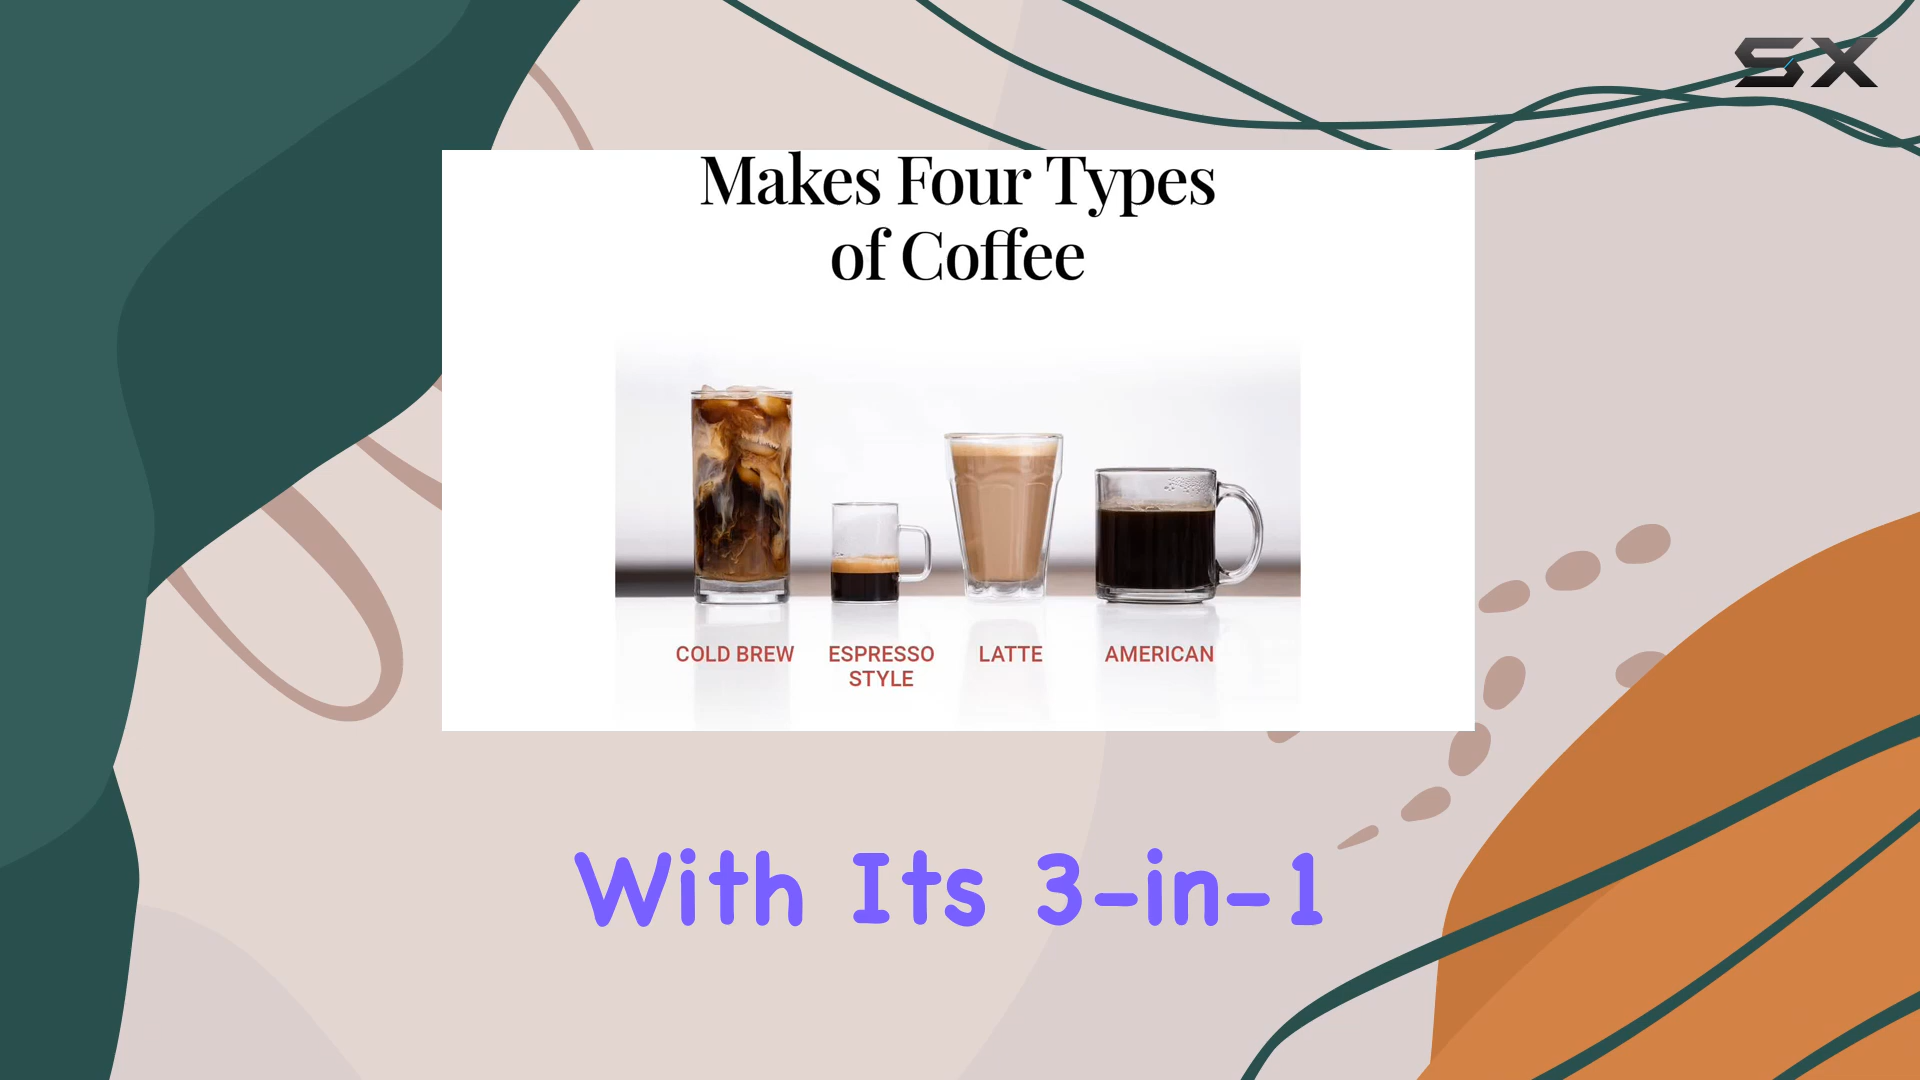 SX
Makes Four Types
of Coffee
COLD BREW
ESPRESSO
STYLE
LATTE
AMERICAN
With Its 3-in-1